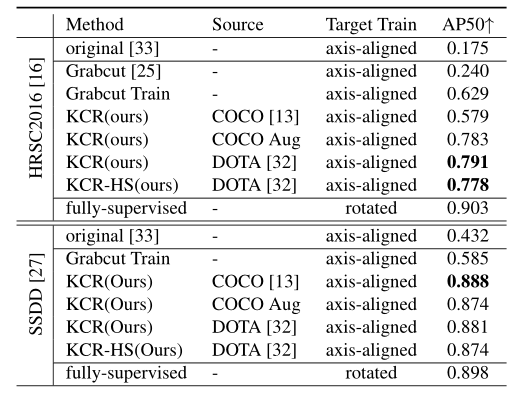 Method Source Target Train AP50↑
HRSC2016 [16]
original [33] - axis-aligned 0.175
Grabcut [25] - axis-aligned 0.240
Grabcut Train - axis-aligned 0.629
KCR(ours) COCO [13] axis-aligned 0.579
KCR(ours) COCO Aug axis-aligned 0.783
KCR(ours) DOTA [32] axis-aligned 0.791
KCR-HS(ours) DOTA [32] axis-aligned 0.778
fully-supervised - rotated 0.903
SSDD [27]
original [33] - axis-aligned 0.432
Grabcut Train - axis-aligned 0.585
KCR(Ours) COCO [13] axis-aligned 0.888
KCR(Ours) COCO Aug axis-aligned 0.874
KCR(Ours) DOTA [32] axis-aligned 0.881
KCR-HS(Ours) DOTA [32] axis-aligned 0.874
fully-supervised - rotated 0.898